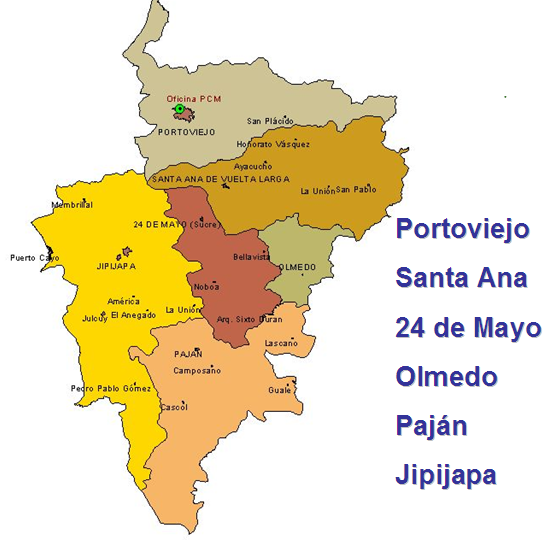 Oficina PCM
PORTOVIEJO
San Plácido
Honorato Vásquez
Ayacucho
SANTA ANA DE VUELTA LARGA
La Unión
San Pablo
Membrillal
24 DE MAYO (Sucre)
Puerto Cayo
JIPIJAPA
Bellavista
OLMEDO
Noboa
América
Julcuy
El Anegado
La Unión
Arq. Sixto Duran
Lascano
PAJAN
Camposano
Pedro Pablo Gómez
Guale
Cascol
Portoviejo
Santa Ana
24 de Mayo
Olmedo
Paján
Jipijapa